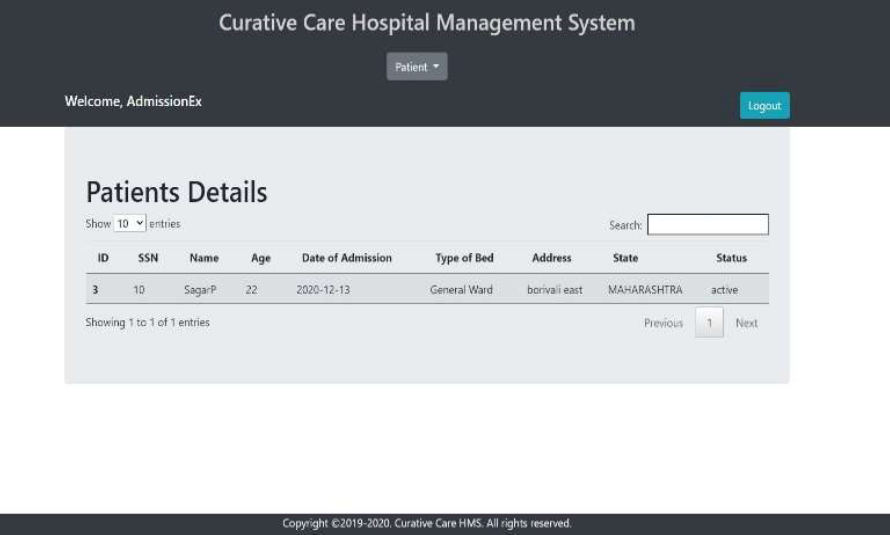 Curative Care Hospital Management System
Patient
Welcome, AdmissionEx
Logout
Patients Details
Show 10 entries
Search:
ID SSN Name Age Date of Admission Type of Bed Address State Status
3 10 SagarP 22 2020-12-13 General Ward borivali east MAHARASHTRA active
Showing 1 to 1 of 1 entries
Previous 1 Next
Copyright ©2019-2020. Curative Care HMS. All rights reserved.